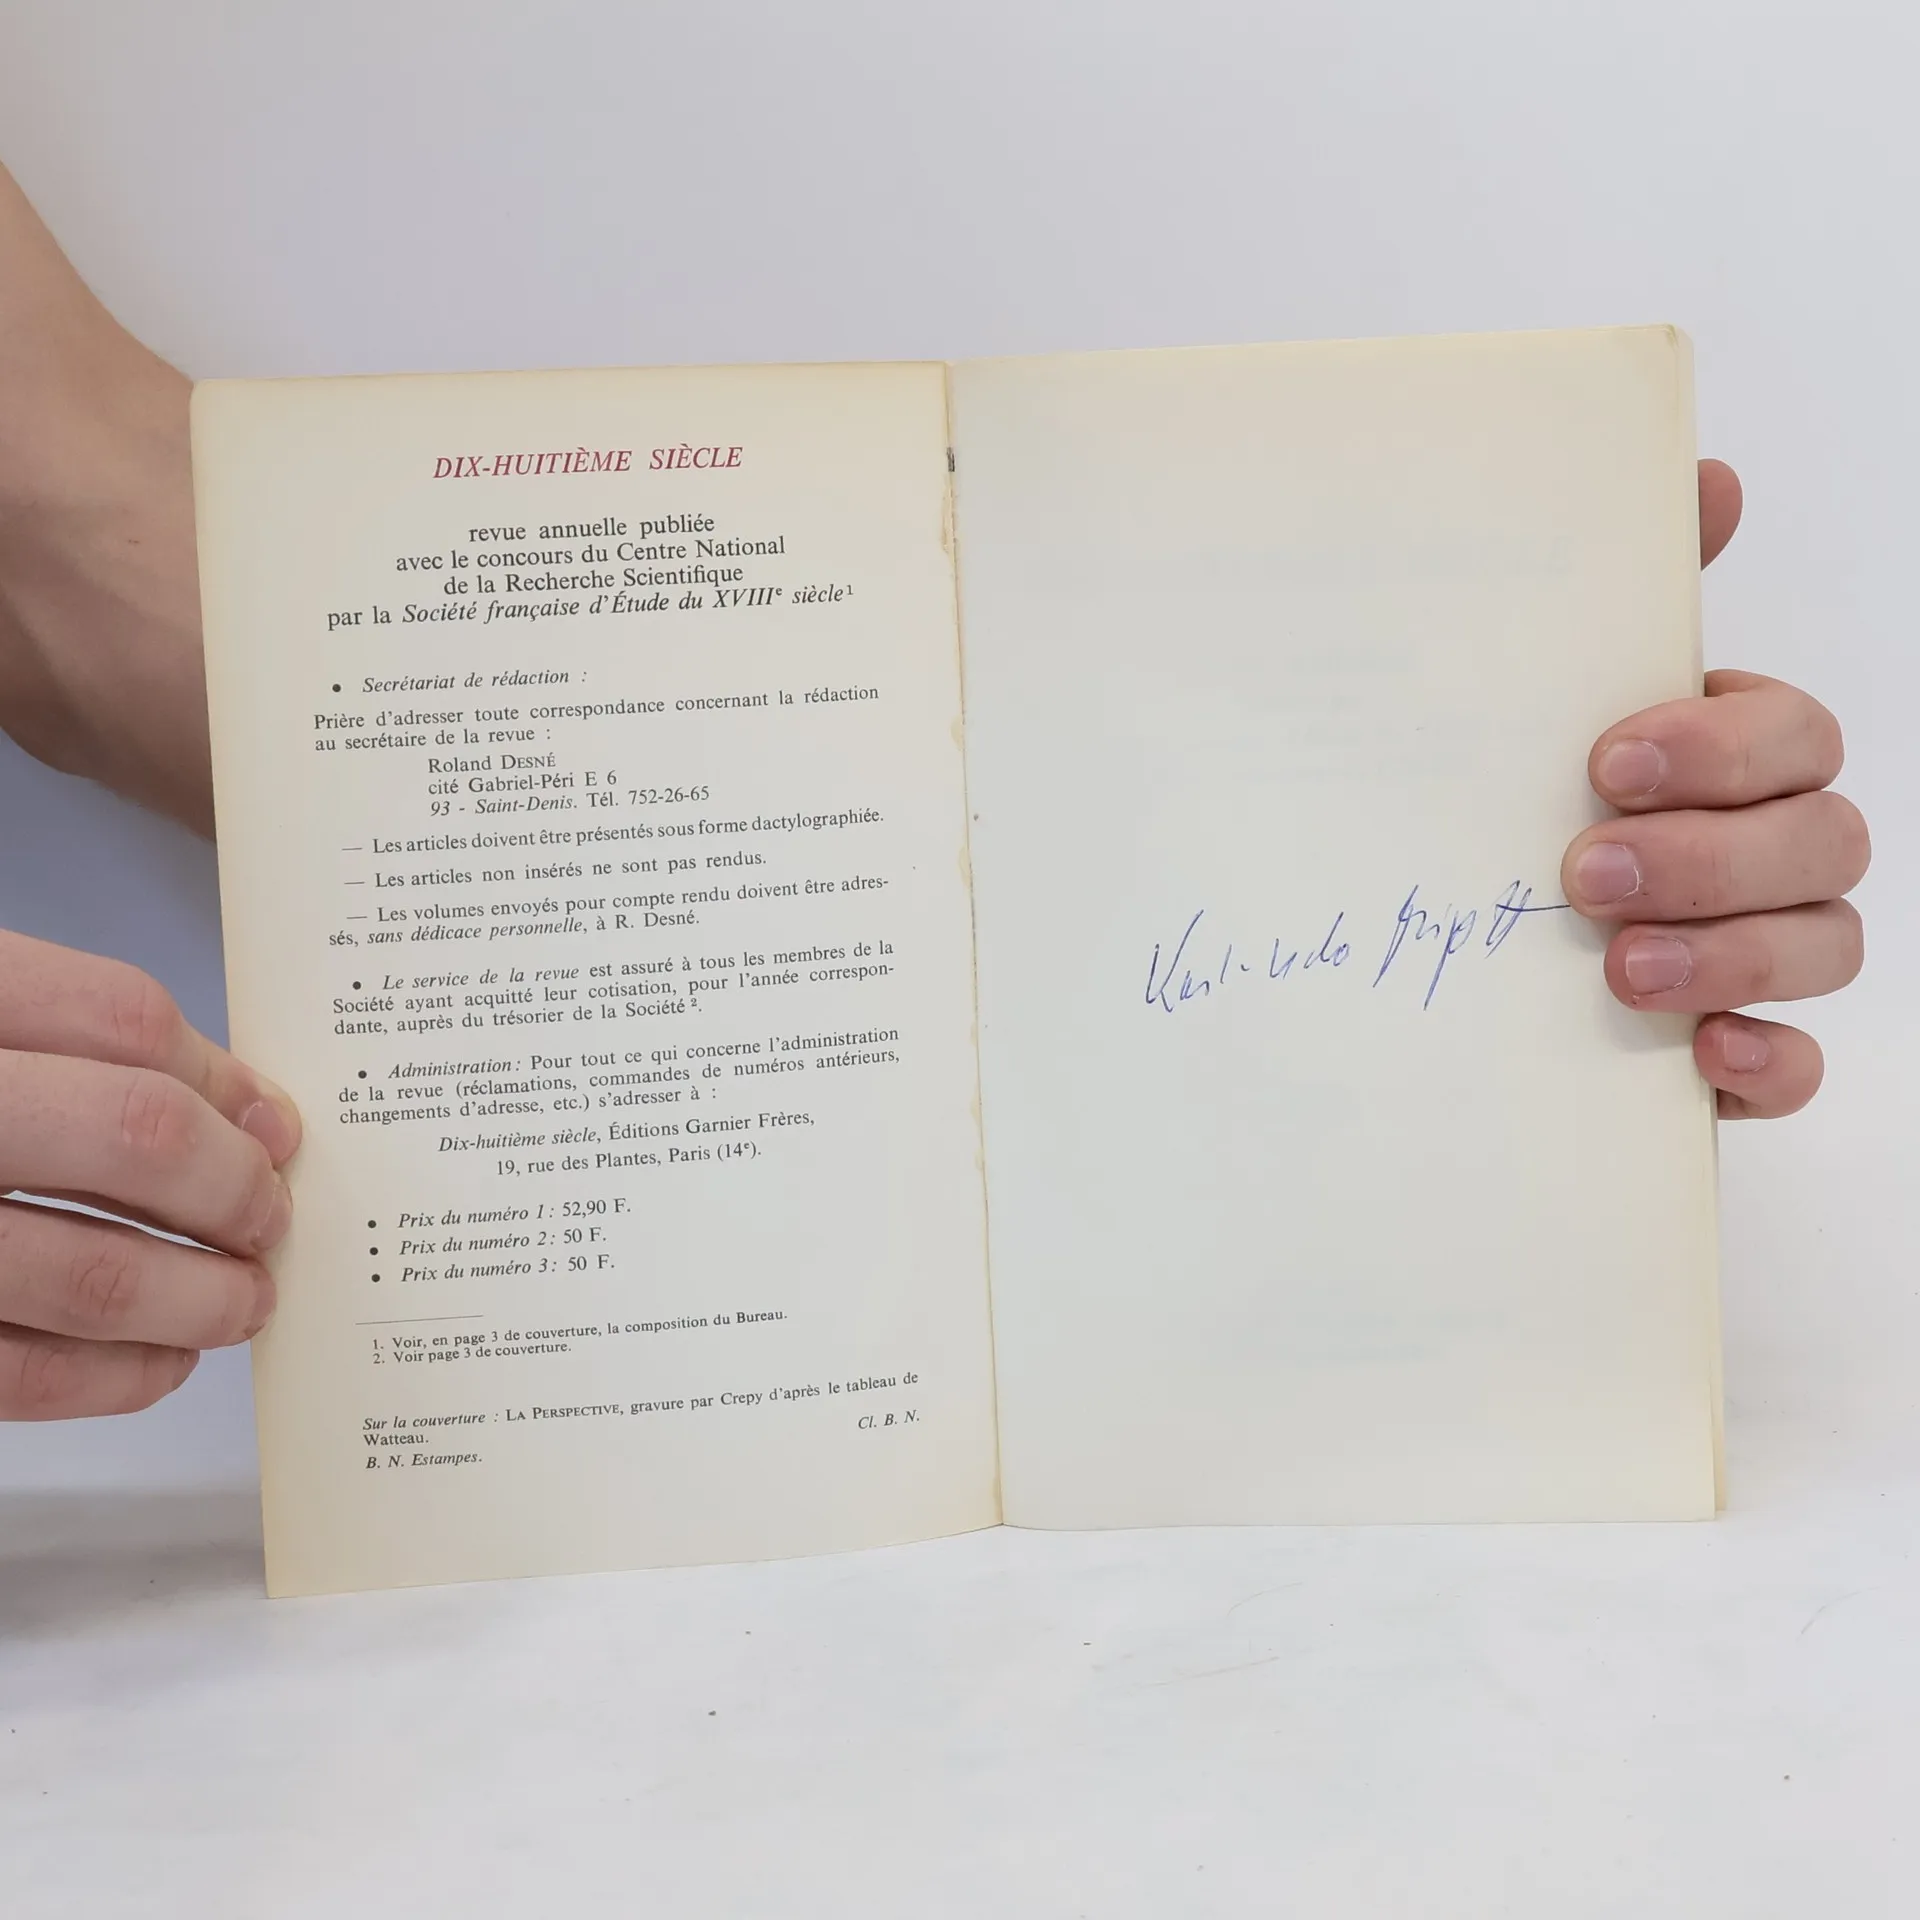 DIX-HUITIÈME SIÈCLE
revue annuelle publiée
avec le concours du Centre National
de la Recherche Scientifique
par la Société française d'Étude du XVIIIe siècle 1
• Secrétariat de rédaction :
Prière d'adresser toute correspondance concernant la rédaction
au secrétaire de la revue :
Roland DESNÉ
cité Gabriel-Péri E 6
93 - Saint-Denis. Tél. 752-26-65
— Les articles doivent être présentés sous forme dactylographiée.
— Les articles non insérés ne sont pas rendus.
— Les volumes envoyés pour compte rendu doivent être adres-
sés, sans dédicace personnelle, à R. Desné.
• Le service de la revue est assuré à tous les membres de la
Société ayant acquitté leur cotisation, pour l'année correspon-
dante, auprès du trésorier de la Société 2.
• Administration : Pour tout ce qui concerne l'administration
de la revue (réclamations, commandes de numéros antérieurs,
changements d'adresse, etc.) s'adresser à :
Dix-huitième siècle, Éditions Garnier Frères,
19, rue des Plantes, Paris (14e).
• Prix du numéro 1 : 52,90 F.
• Prix du numéro 2 : 50 F.
• Prix du numéro 3 : 50 F.
1. Voir, en page 3 de couverture, la composition du Bureau.
2. Voir page 3 de couverture.
Sur la couverture : LA PERSPECTIVE, gravure par Crepy d'après le tableau de
Watteau.
Cl. B. N.
B. N. Estampes.
Karl-Udo